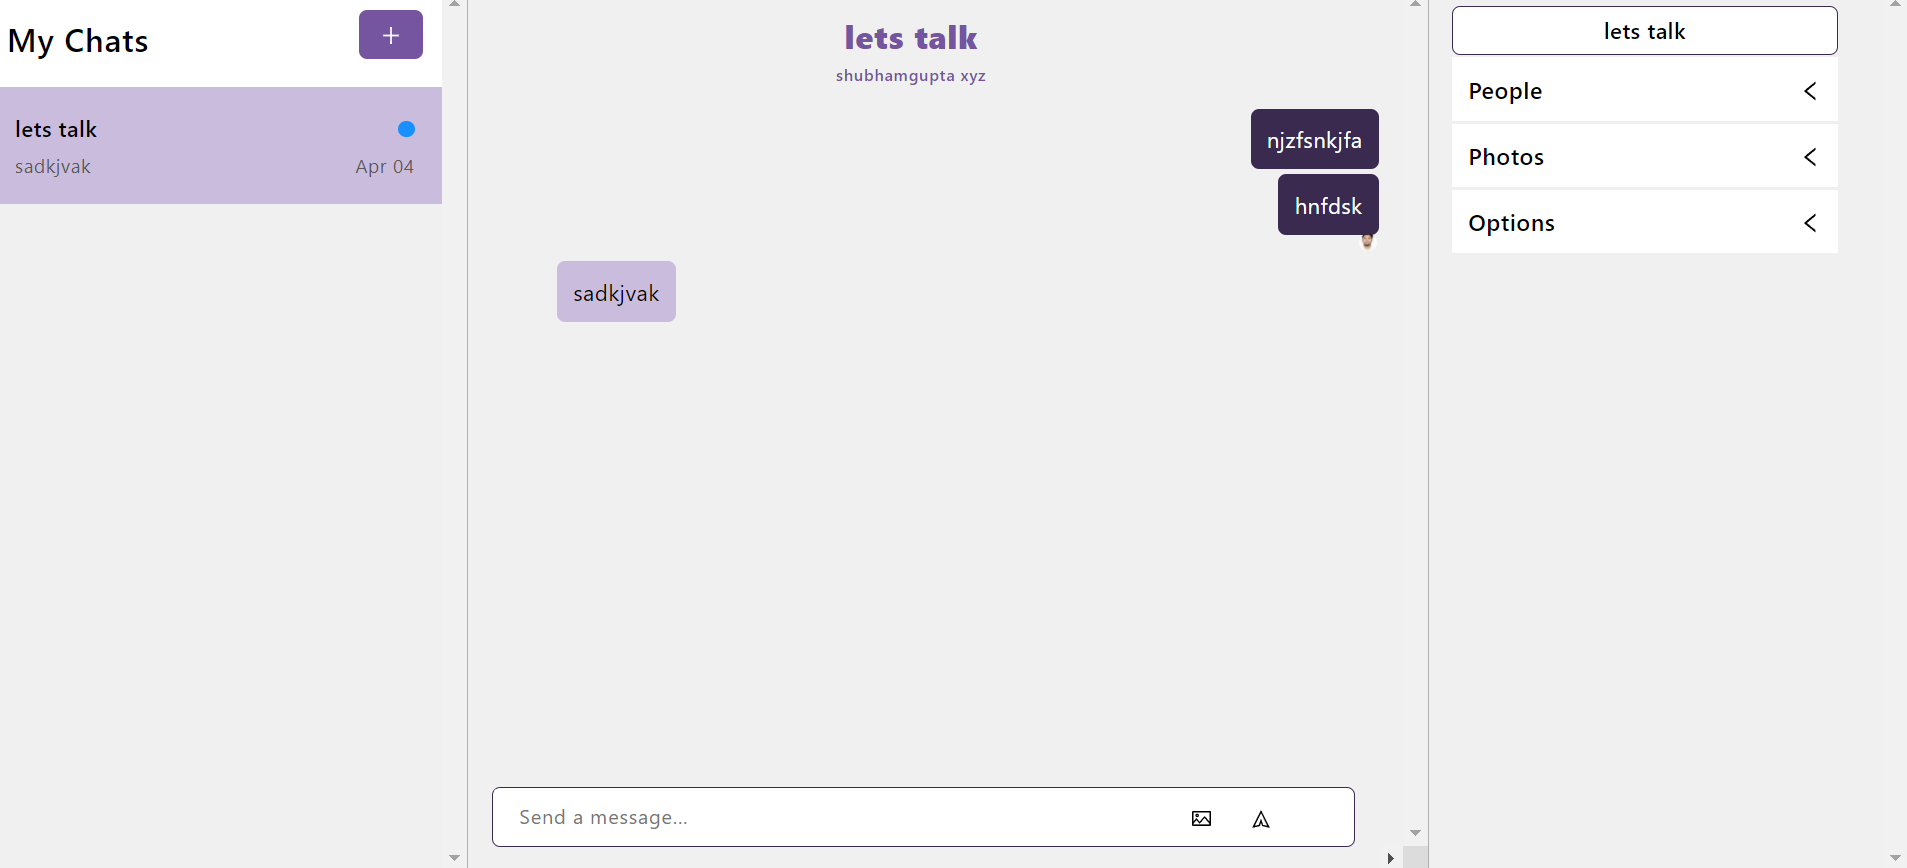 My Chats
lets talk
sadkjvak
Apr 04
lets talk
shubhamgupta xyz
njzfsnkjfa
hnfdsk
sadkjvak
Send a message...
lets talk
People
Photos
Options